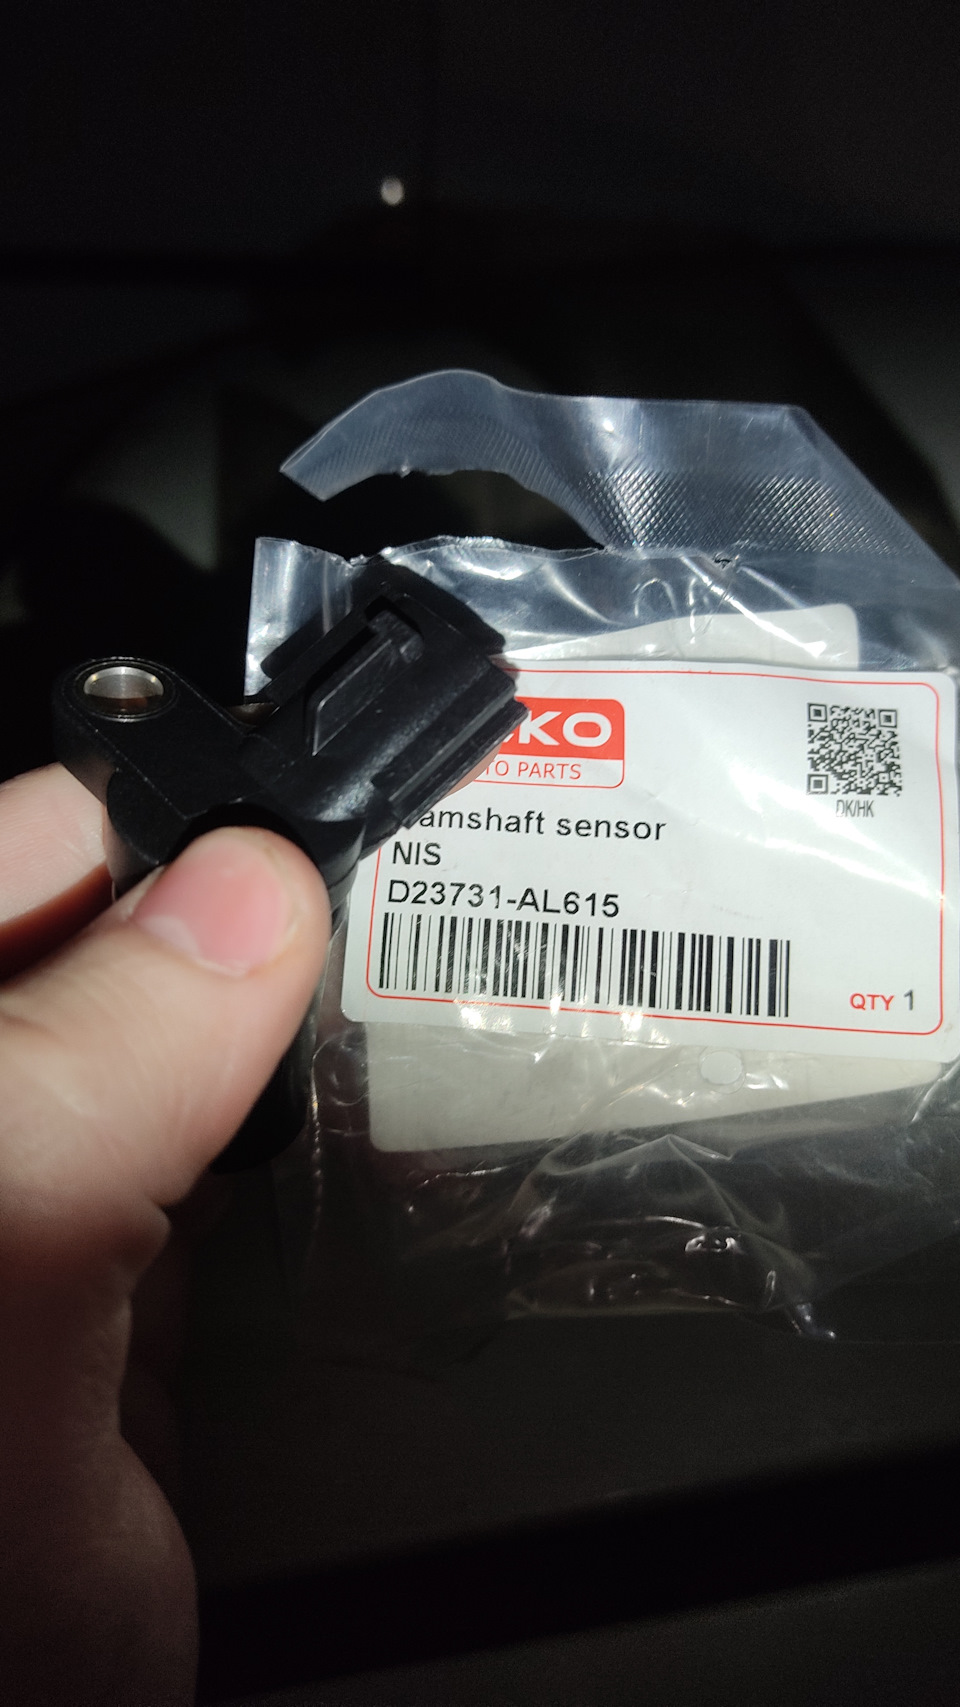 KO
TO PARTS
DK/HK
amshaft sensor
NIS
D23731-AL615
QTY 1